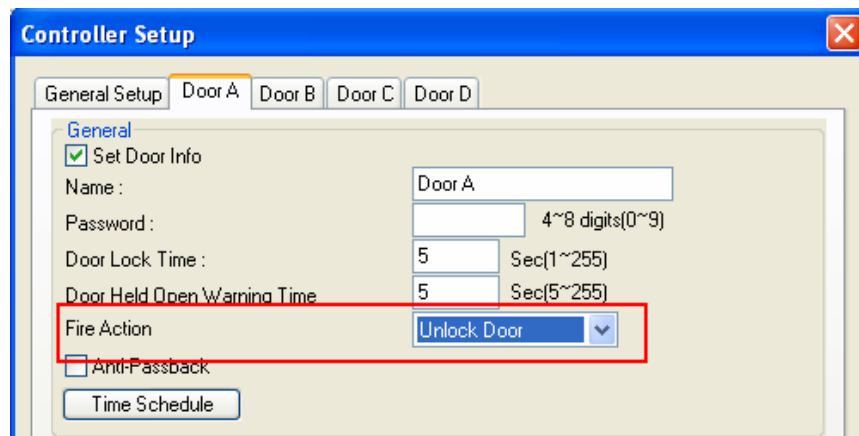 Controller Setup
General Setup Door A Door B Door C Door D
General
Set Door Info
Name : Door A
Password : 4~8 digits(0~9)
Door Lock Time : 5 Sec(1~255)
Door Held Open Warning Time 5 Sec(5~255)
Fire Action Unlock Door
Anti-Passback
Time Schedule